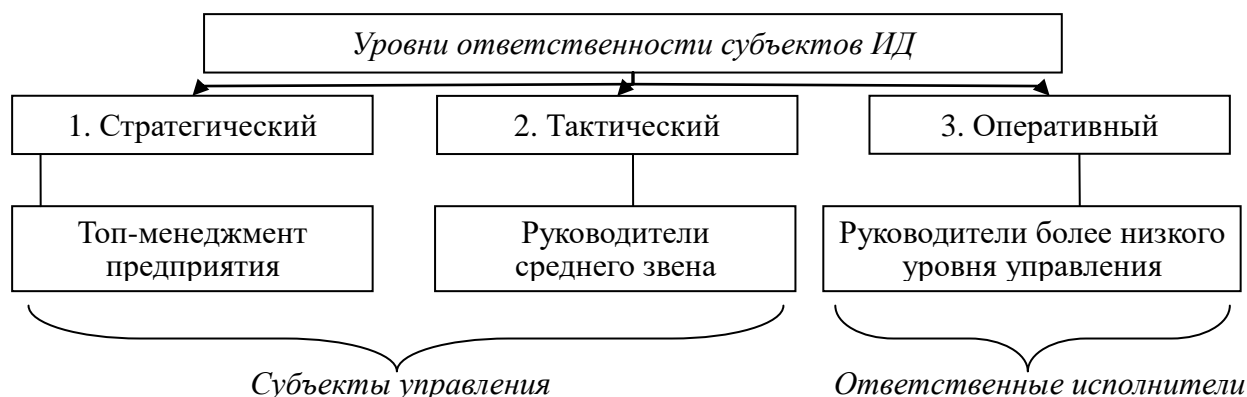 Уровни ответственности субъектов ИД
1. Стратегический
2. Тактический
3. Оперативный
Топ-менеджмент
предприятия
Руководители
среднего звена
Руководители более низкого
уровня управления
Субъекты управления
Ответственные исполнители